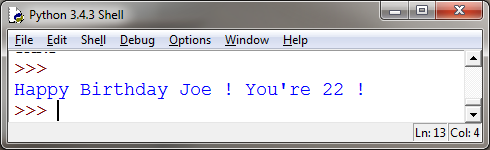 Python 3.4.3 Shell
File Edit Shell Debug Options Window Help
>>>
Happy Birthday Joe ! You're 22 !
>>>
Ln: 13 Col: 4